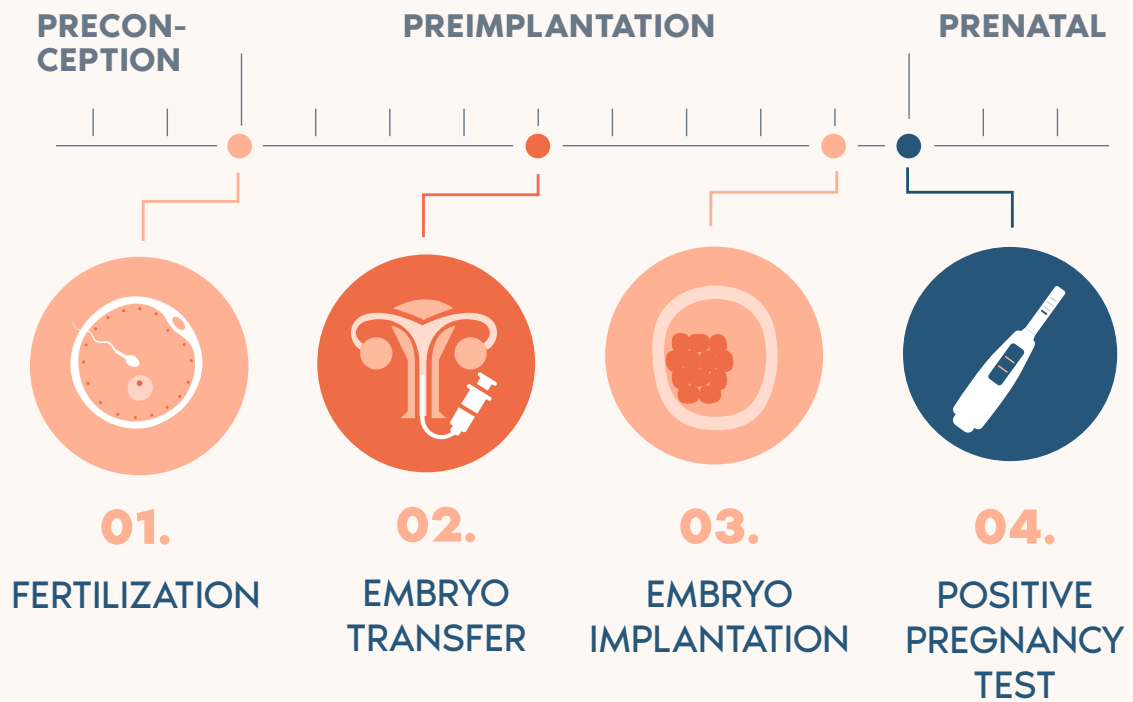 PRECON-
CEPTION
PREIMPLANTATION
PRENATAL
01.
FERTILIZATION
02.
EMBRYO
TRANSFER
03.
EMBRYO
IMPLANTATION
04.
POSITIVE
PREGNANCY
TEST